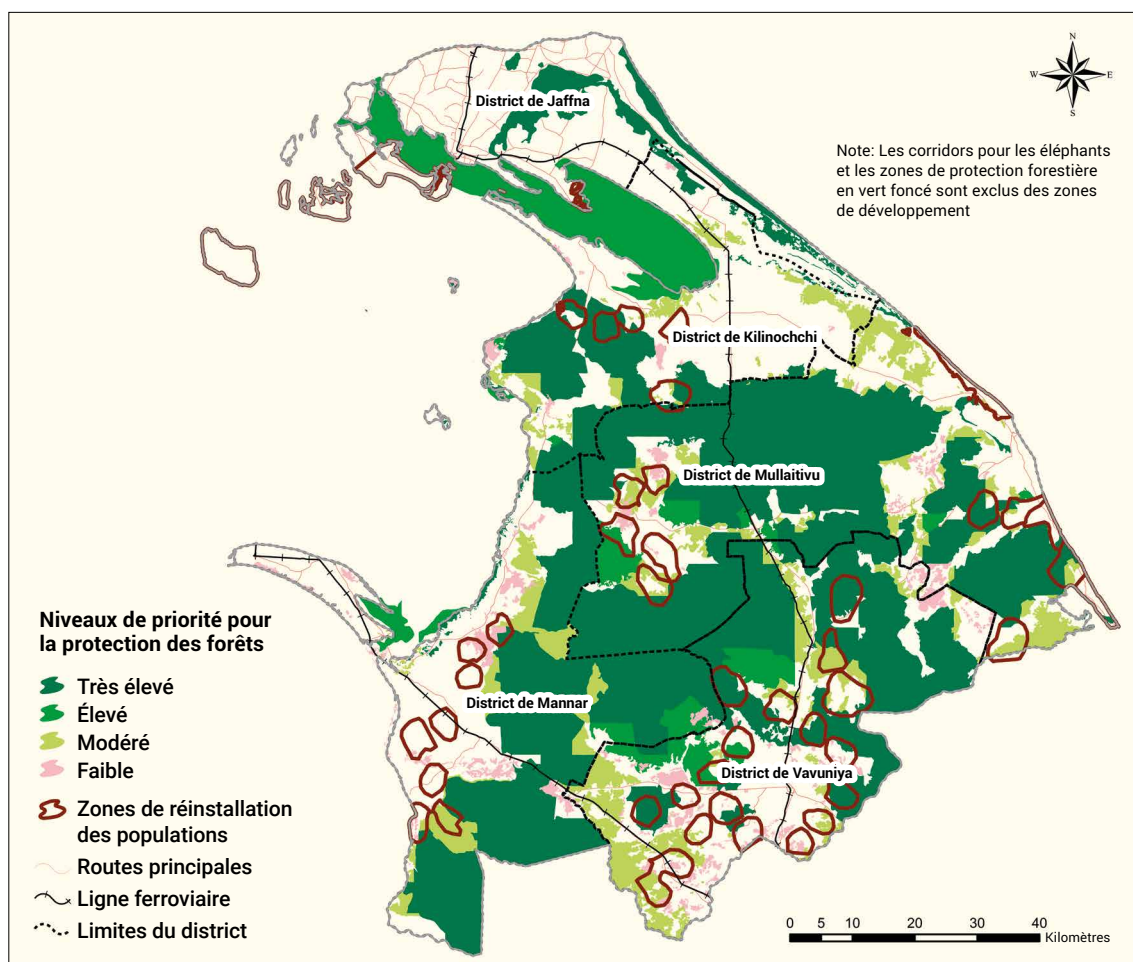 N
W
E
S
District de Jaffna
Note: Les corridors pour les éléphants
et les zones de protection forestière
en vert foncé sont exclus des zones
de développement
District de Kilinochchi
District de Mullaitivu
District de Mannar
District de Vavuniya
Niveaux de priorité pour
la protection des forêts
Très élevé
Élevé
Modéré
Faible
Zones de réinstallation
des populations
Routes principales
Ligne ferroviaire
Limites du district
0 5 10 20 30 40
Kilomètres